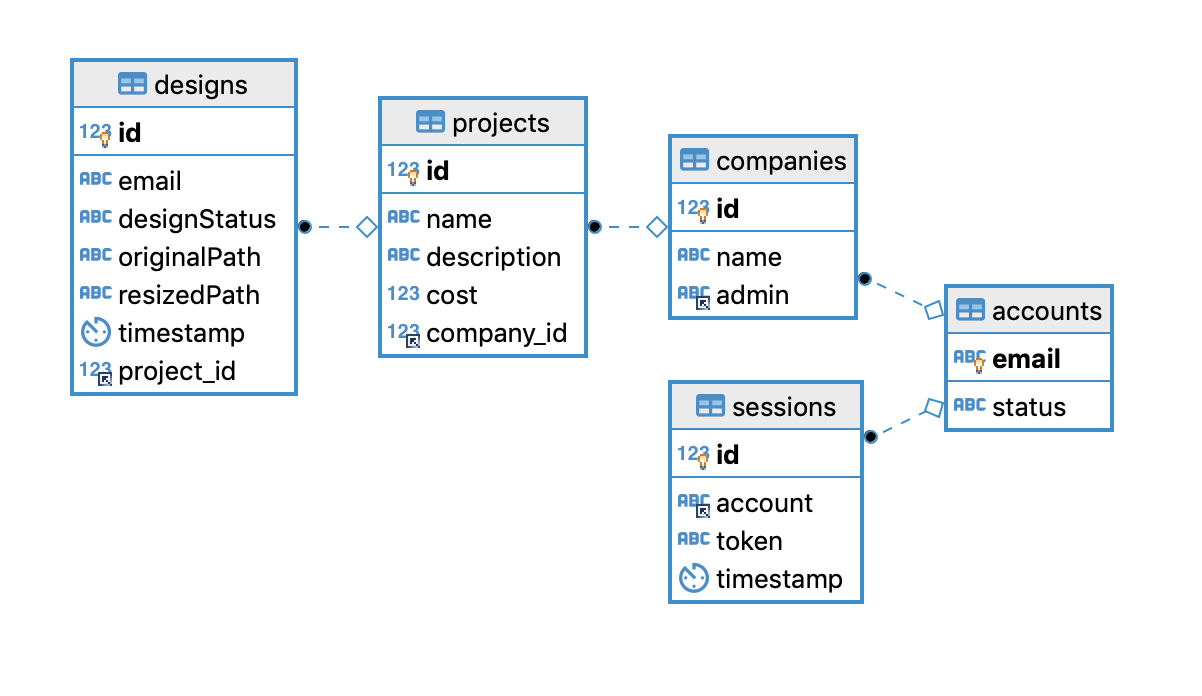 designs
123 id
ABC email
ABC designStatus
ABC originalPath
ABC resizedPath
timestamp
123 project_id
projects
123 id
ABC name
ABC description
123 cost
123 company_id
companies
123 id
ABC name
ABC admin
sessions
123 id
ABC account
ABC token
timestamp
accounts
ABC email
ABC status